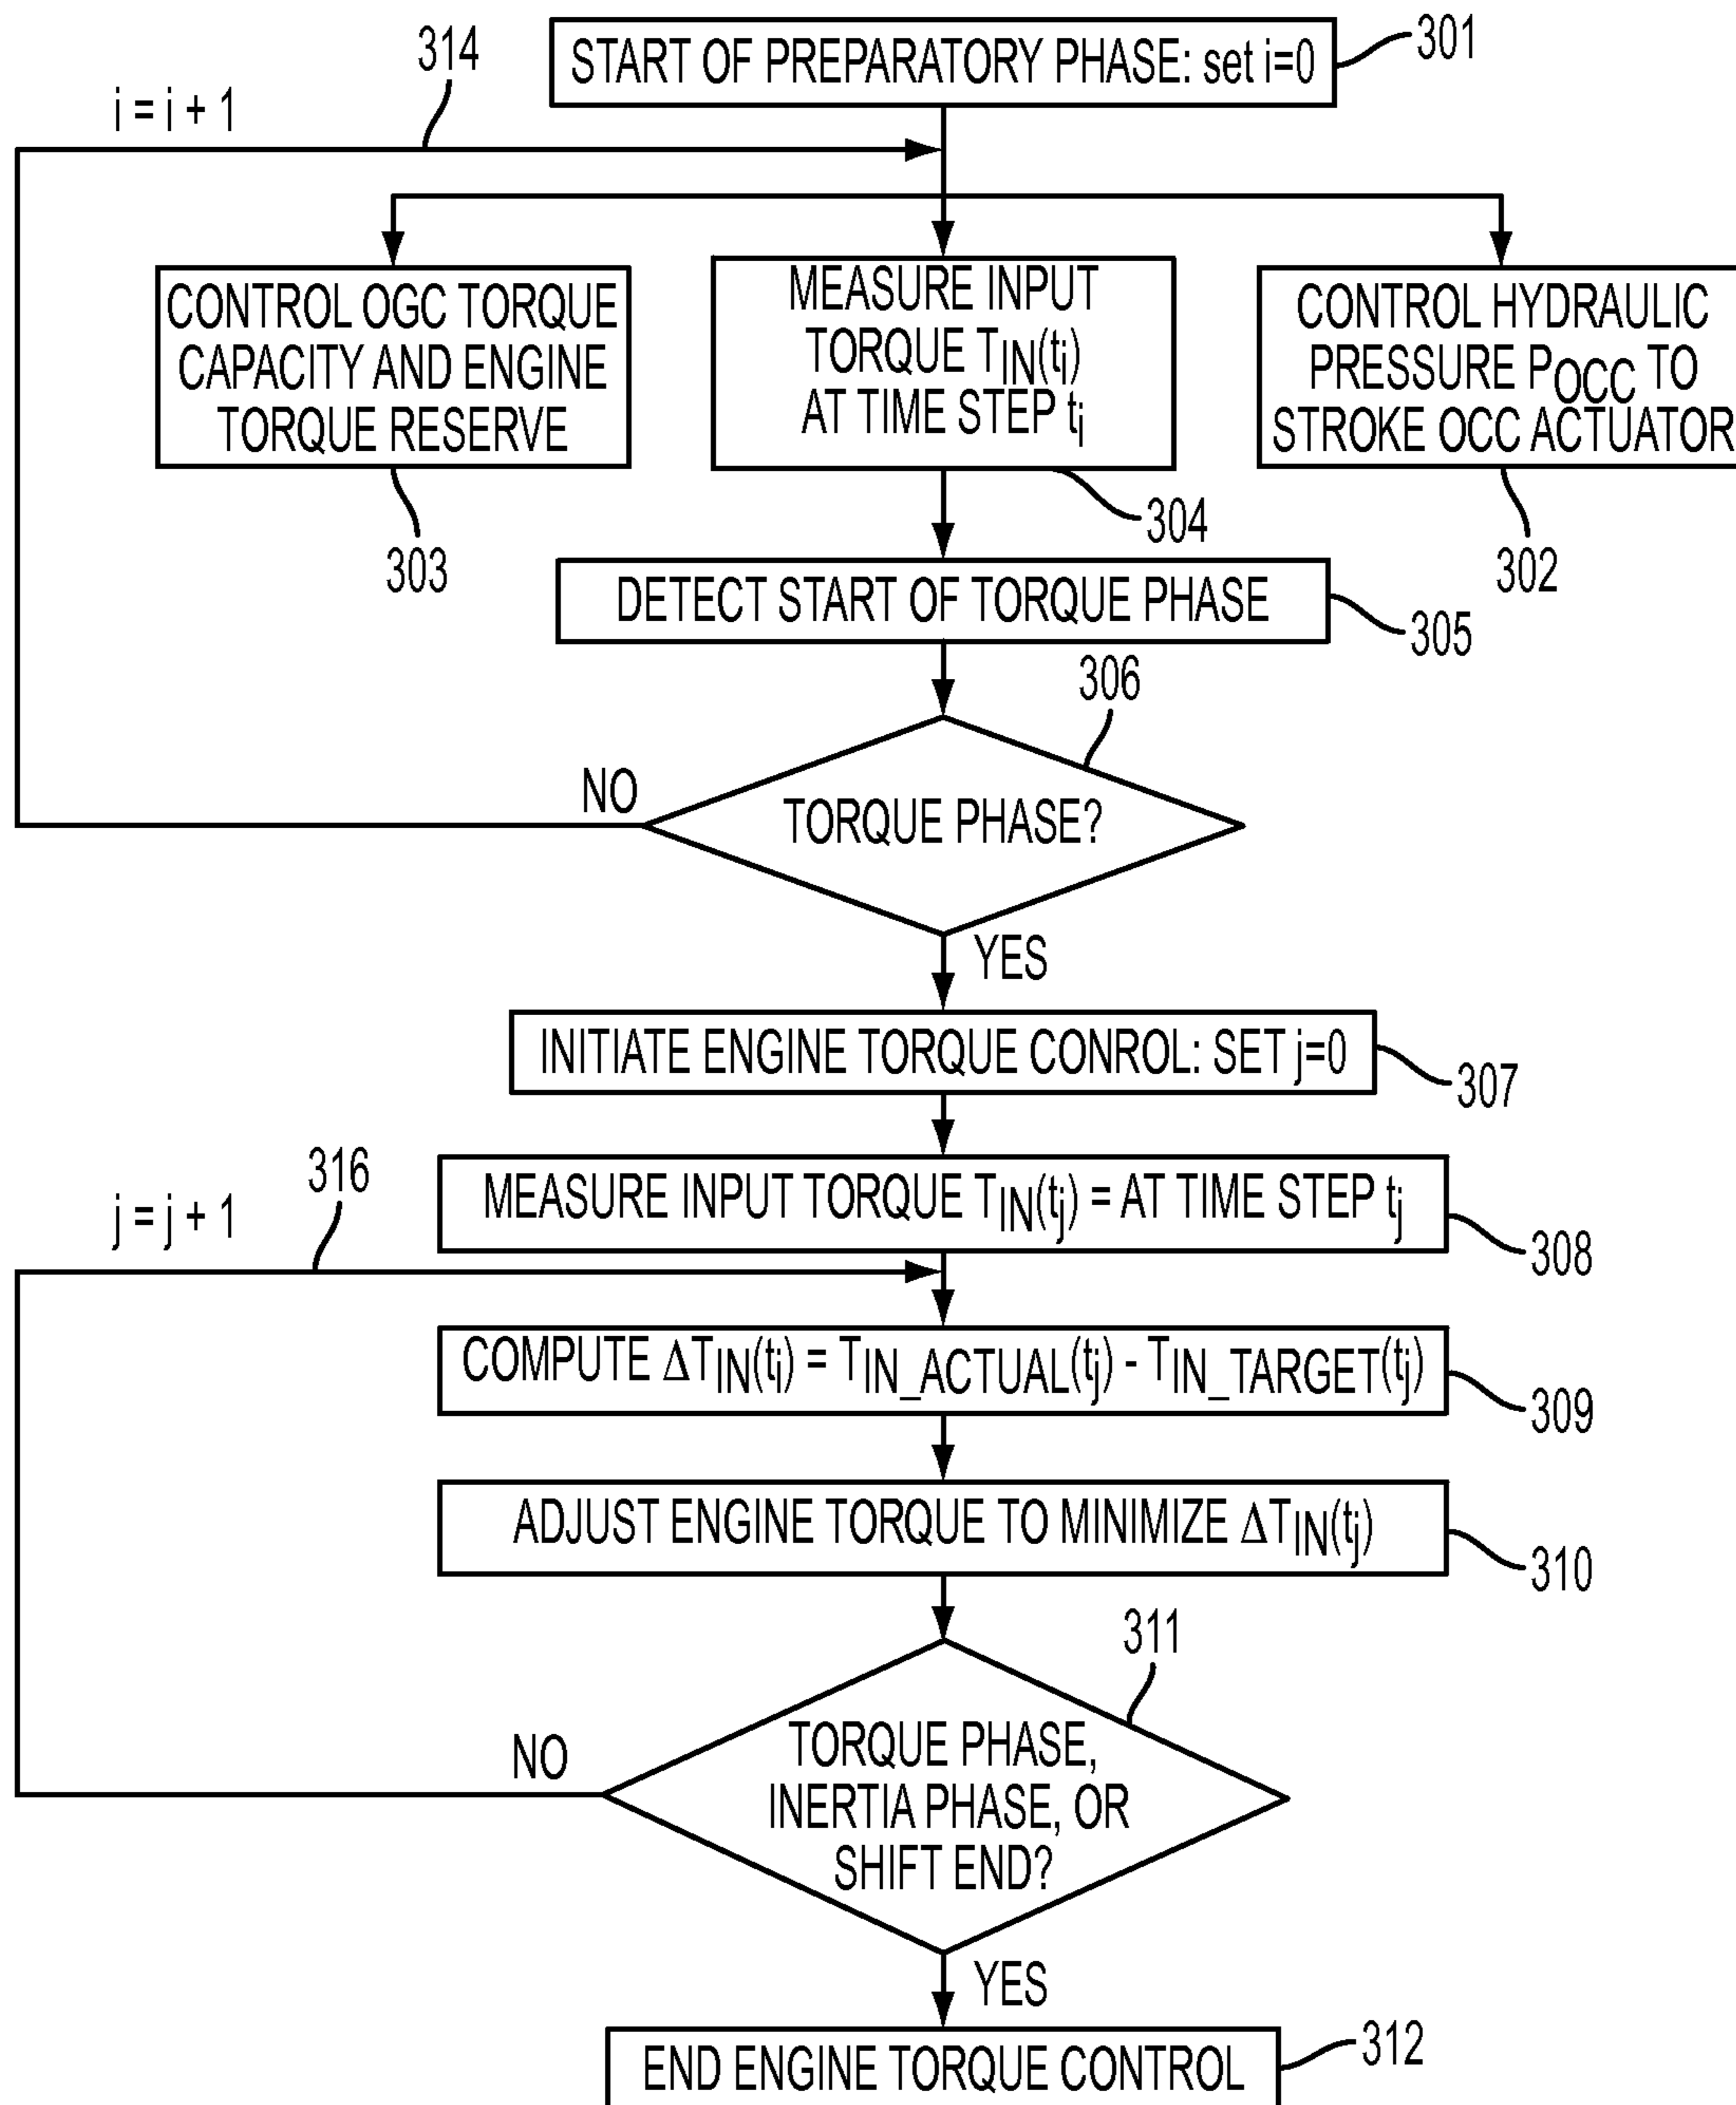 START OF PREPARATORY PHASE: set i=0
301
314
i = i + 1
CONTROL OGC TORQUE
CAPACITY AND ENGINE
TORQUE RESERVE
303
MEASURE INPUT
TORQUE TIN(ti)
AT TIME STEP ti
304
CONTROL HYDRAULIC
PRESSURE POCC TO
STROKE OCC ACTUATOR
302
DETECT START OF TORQUE PHASE
305
306
TORQUE PHASE?
NO
YES
INITIATE ENGINE TORQUE CONROL: SET j=0
307
316
j = j + 1
MEASURE INPUT TORQUE TIN(tj) = AT TIME STEP tj
308
COMPUTE ΔTIN(ti) = TIN_ACTUAL(tj) - TIN_TARGET(tj)
309
ADJUST ENGINE TORQUE TO MINIMIZE ΔTIN(tj)
310
311
TORQUE PHASE,
INERTIA PHASE, OR
SHIFT END?
NO
YES
END ENGINE TORQUE CONTROL
312